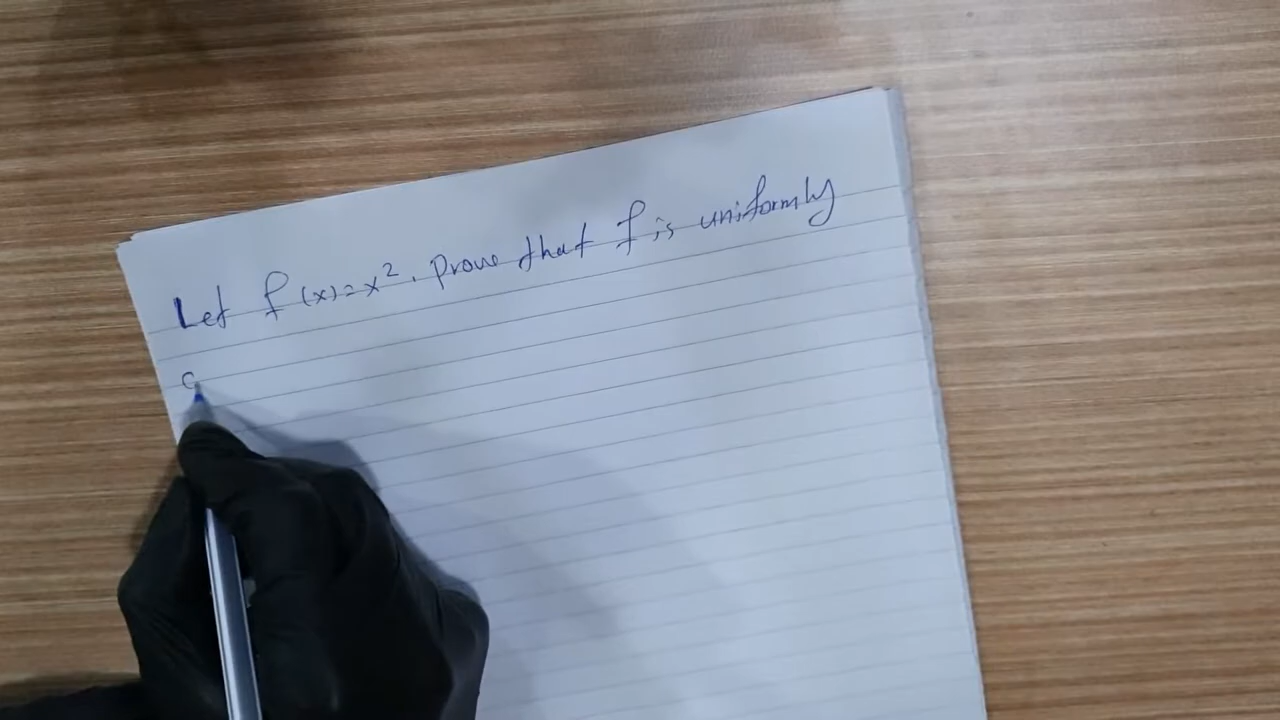 Let f(x)=x². Prove that f is uniformly
c